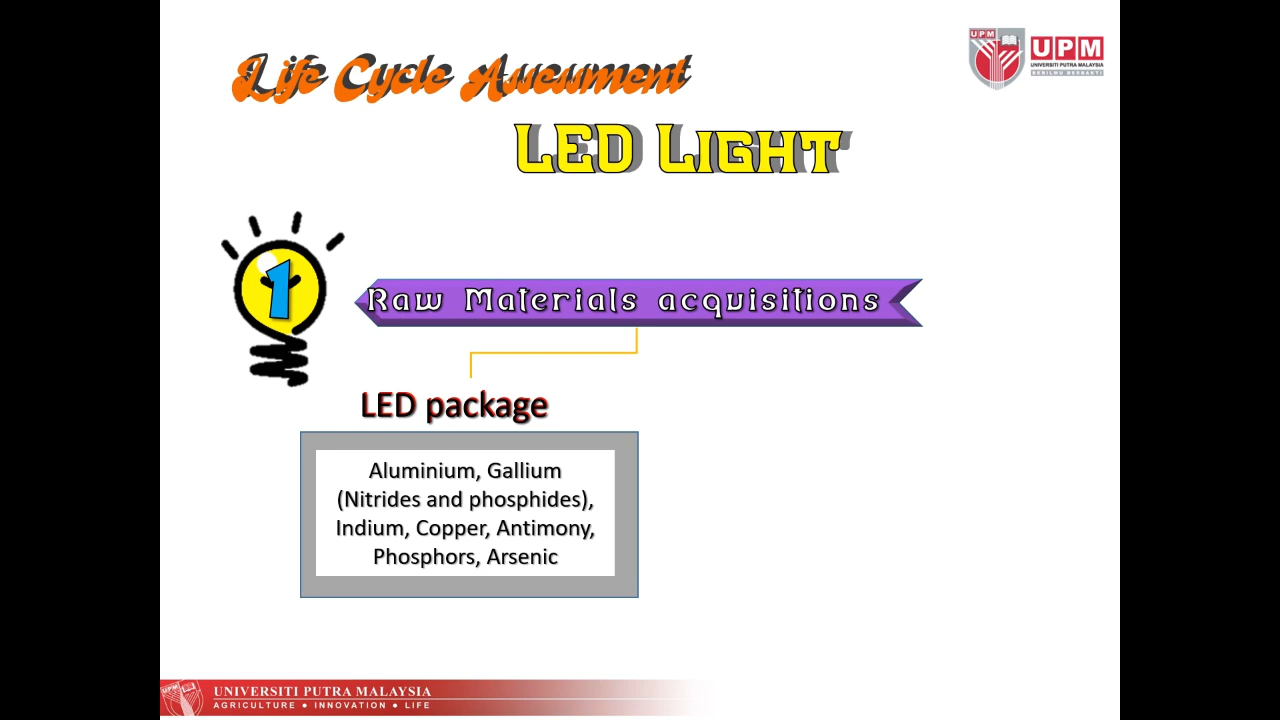 Life Cycle Assessment
UPM
UPM
UNIVERSITI PUTRA MALAYSIA
BERILMU BERBAKTI
LED LIGHT
1
Raw Materials acquisitions
LED package
Aluminium, Gallium
(Nitrides and phosphides),
Indium, Copper, Antimony,
Phosphors, Arsenic
UPM
UNIVERSITI PUTRA MALAYSIA
AGRICULTURE • INNOVATION • LIFE